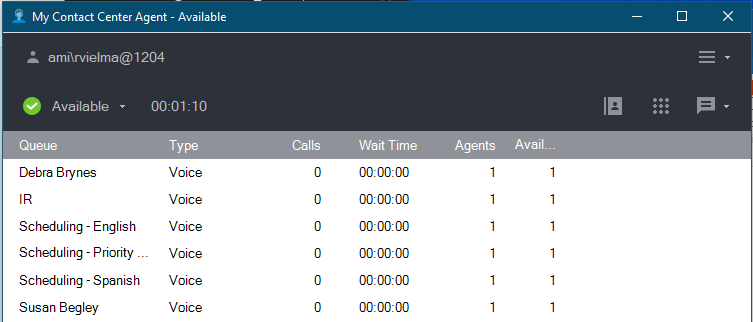 My Contact Center Agent - Available
ami\rvielma@1204
Available 00:01:10
Queue Type Calls Wait Time Agents Avail...
Debra Brynes Voice 0 00:00:00 1 1
IR Voice 0 00:00:00 1 1
Scheduling - English Voice 0 00:00:00 1 1
Scheduling - Priority ... Voice 0 00:00:00 1 1
Scheduling - Spanish Voice 0 00:00:00 1 1
Susan Begley Voice 0 00:00:00 1 1